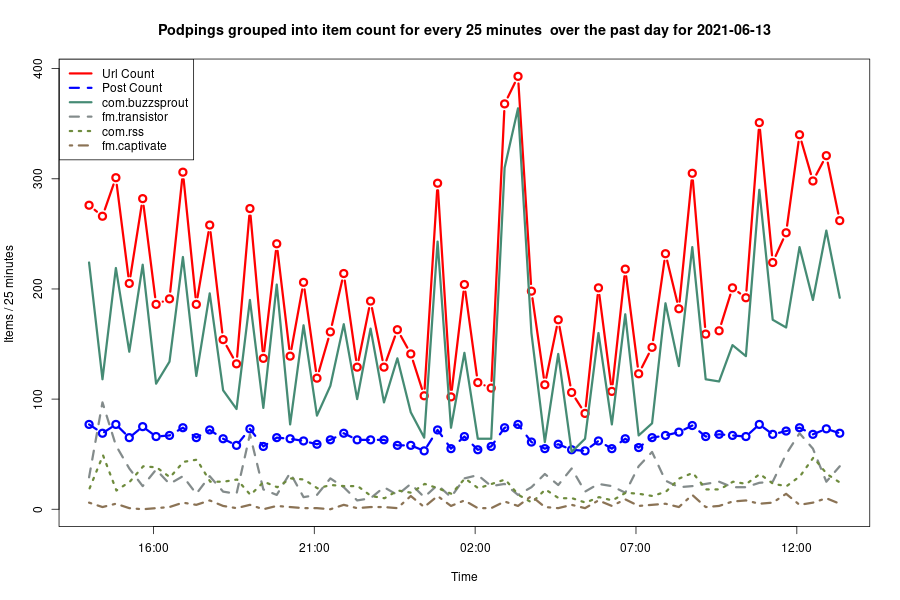 Podpings grouped into item count for every 25 minutes  over the past day for 2021-06-13
Url Count
Post Count
com.buzzsprout
fm.transistor
com.rss
fm.captivate
Items / 25 minutes
400
300
200
100
0
16:00 21:00 02:00 07:00 12:00
Time